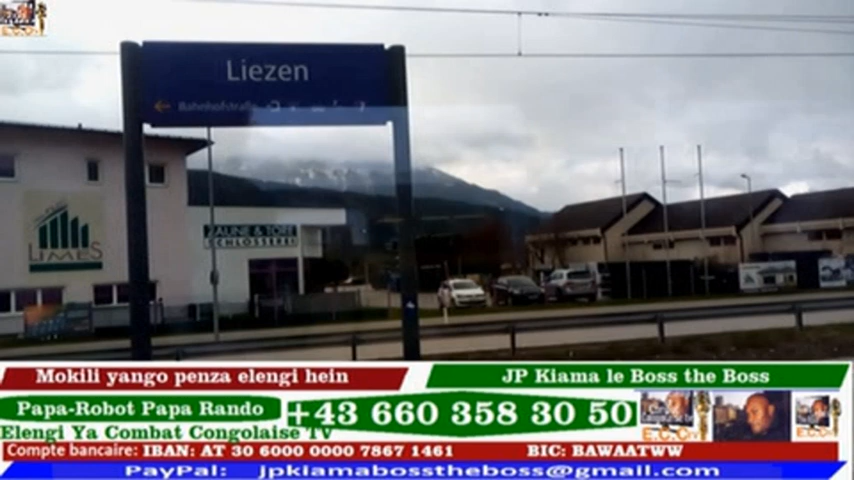 Liezen
← Bahnhofstraße
LIMES
ZÄUNE & TORE
SCHLOSSEREI
Mokili yango penza elengi hein
JP Kiama le Boss the Boss
Papa-Robot Papa Rando
+43 660 358 30 50
Elengi Ya Combat Congolaise TV
E.C.C
Compte bancaire: IBAN: AT 30 6000 0000 7867 1461 BIC: BAWAATWW
PayPal: jpkiamabosstheboss@gmail.com